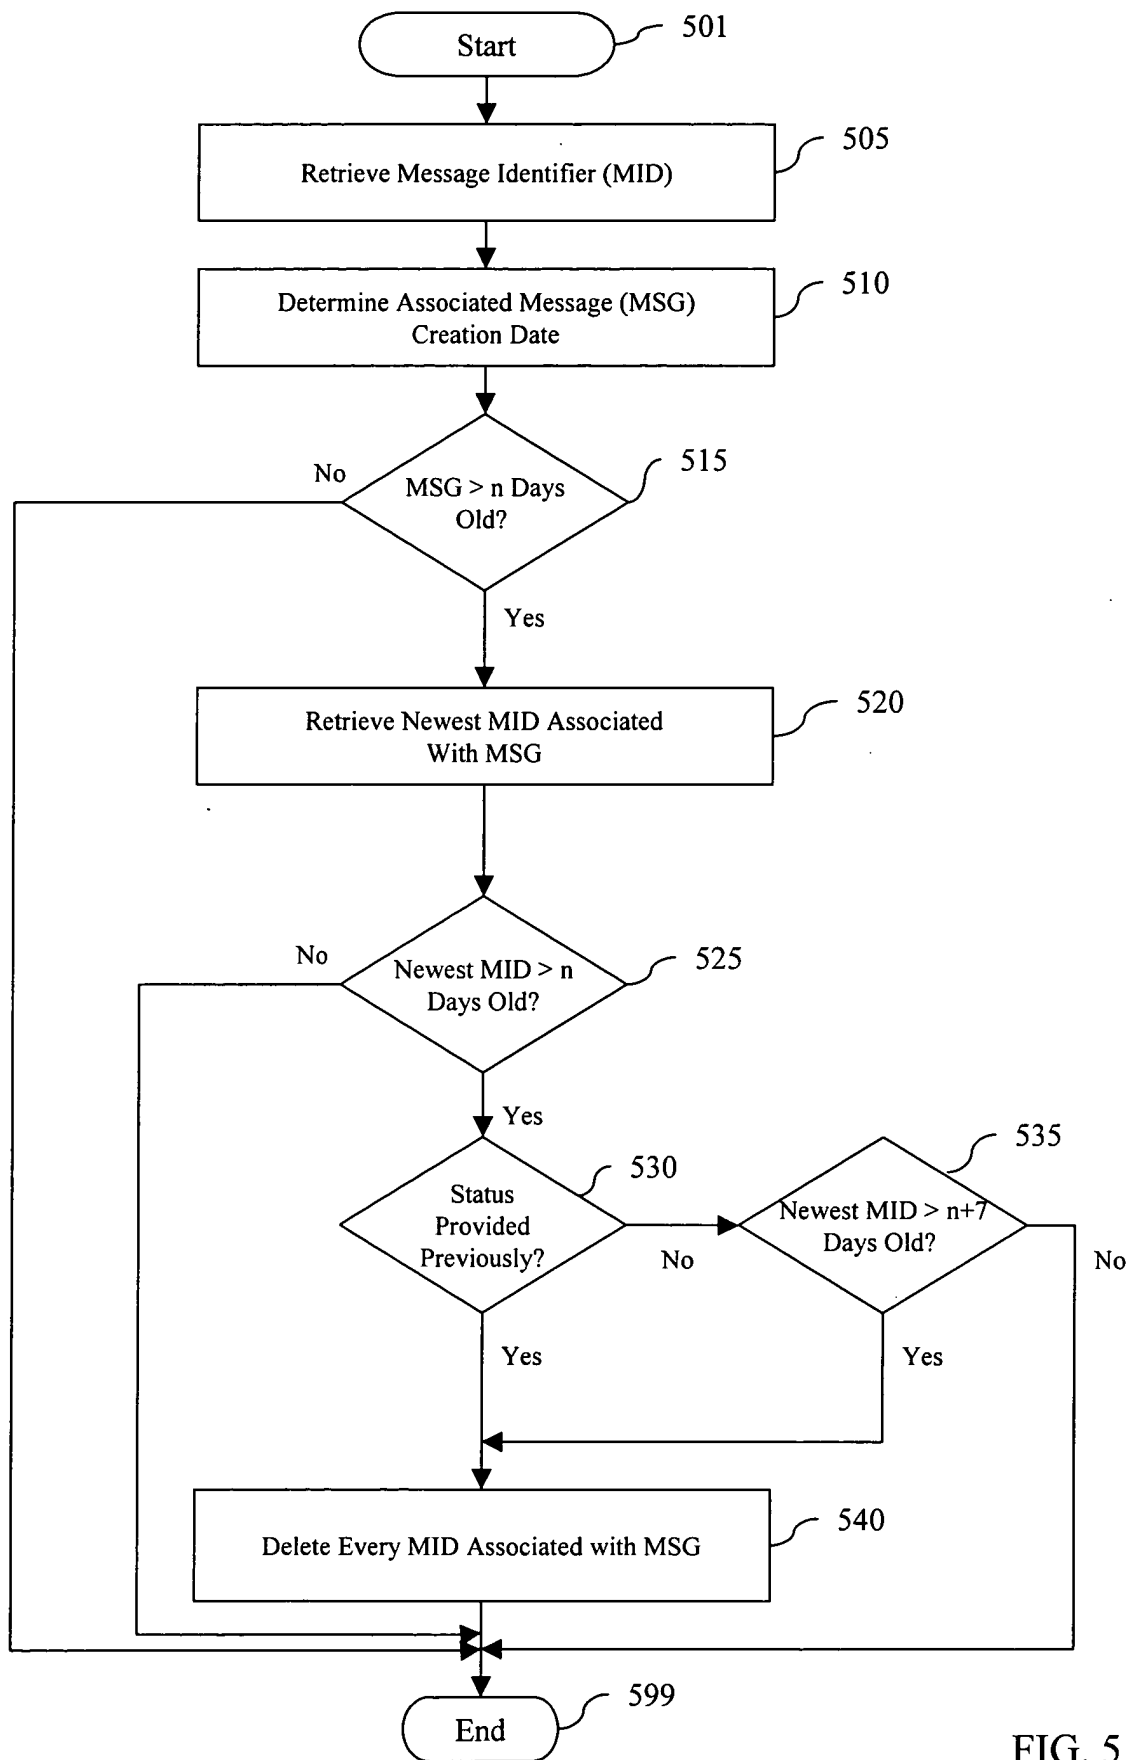 Start
501
Retrieve Message Identifier (MID)
505
Determine Associated Message (MSG)
Creation Date
510
No
MSG > n Days
Old?
515
Yes
Retrieve Newest MID Associated
With MSG
520
No
Newest MID > n
Days Old?
525
Yes
Status
Provided
Previously?
530
No
Newest MID > n+7
Days Old?
535
No
Yes
Yes
Delete Every MID Associated with MSG
540
End
599
FIG. 5